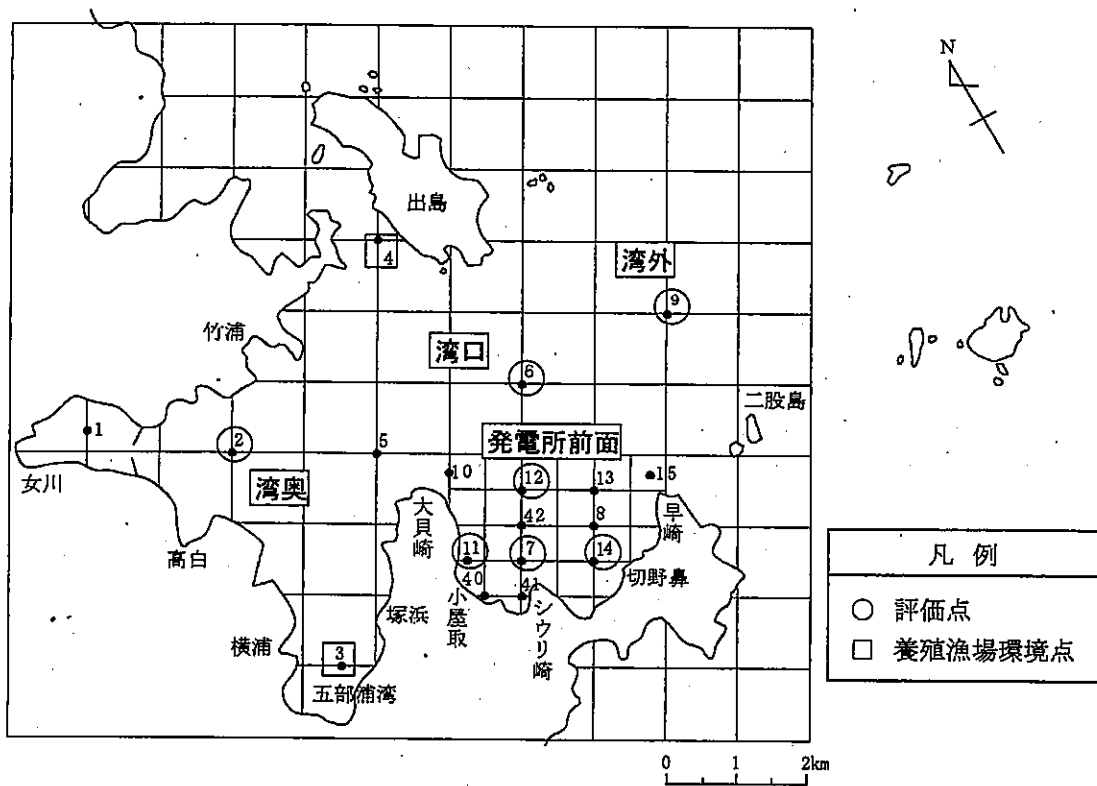 N
出島
4
湾外
9
竹浦
湾口
6
二股島
1
2
5
発電所前面
10
12
13
15
女川
湾奥
大貝崎
42
8
早崎
高白
11
7
14
切野鼻
40
41
小屋取
シウリ崎
塚浜
横浦
3
五部浦湾
凡例
○ 評価点
□ 養殖漁場環境点
0 1 2km